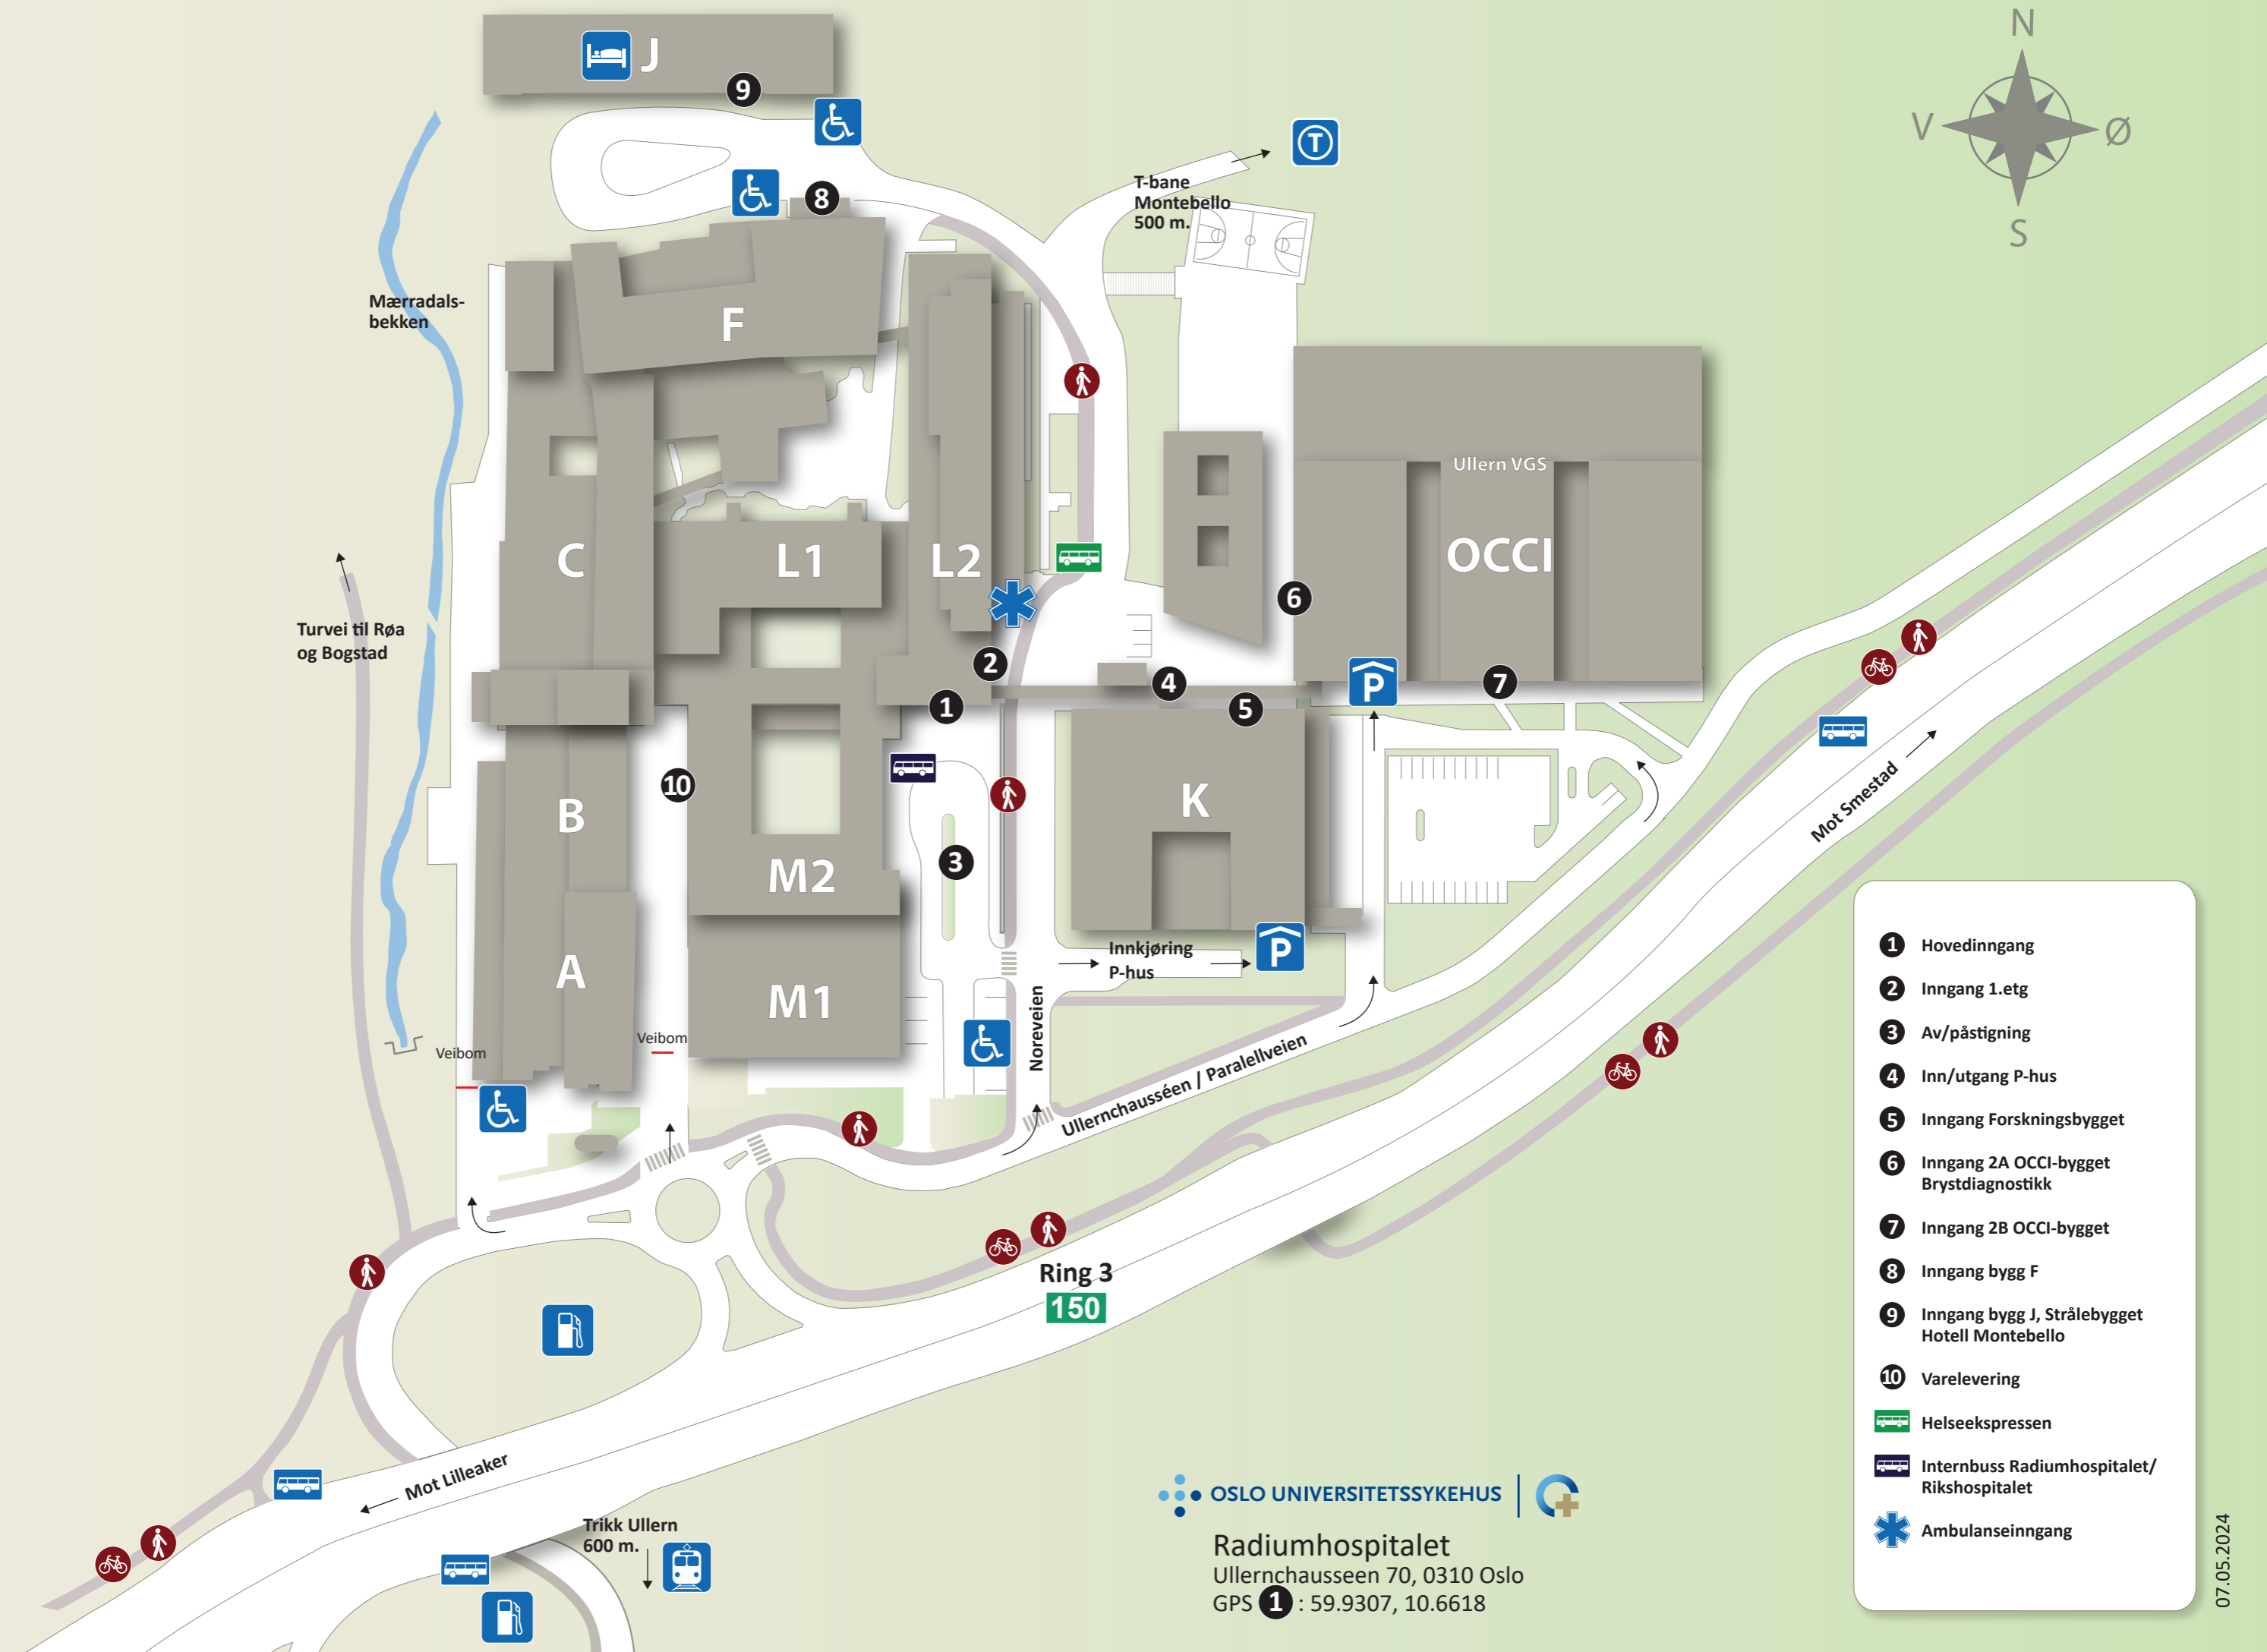 N
V
Ø
S
J
9
8
T
T-bane
Montebello
500 m.
Mærradals-
bekken
F
Ullern VGS
OCCI
C
L1
L2
6
Turvei til Røa
og Bogstad
2
4
P
7
1
5
10
B
K
3
M2
Mot Smestad
A
M1
Innkjøring
P-hus
P
Noreveien
Veibom
Veibom
Ullernchausséen / Paralellveien
Ring 3
150
Mot Lilleaker
Trikk Ullern
600 m.
1 Hovedinngang
2 Inngang 1.etg
3 Av/påstigning
4 Inn/utgang P-hus
5 Inngang Forskningsbygget
6 Inngang 2A OCCI-bygget
Brystdiagnostikk
7 Inngang 2B OCCI-bygget
8 Inngang bygg F
9 Inngang bygg J, Strålebygget
Hotell Montebello
10 Varelevering
Helseekspressen
Internbuss Radiumhospitalet/
Rikshospitalet
Ambulanseinngang
OSLO UNIVERSITETSSYKEHUS
Radiumhospitalet
Ullernchausseen 70, 0310 Oslo
GPS 1 : 59.9307, 10.6618
07.05.2024